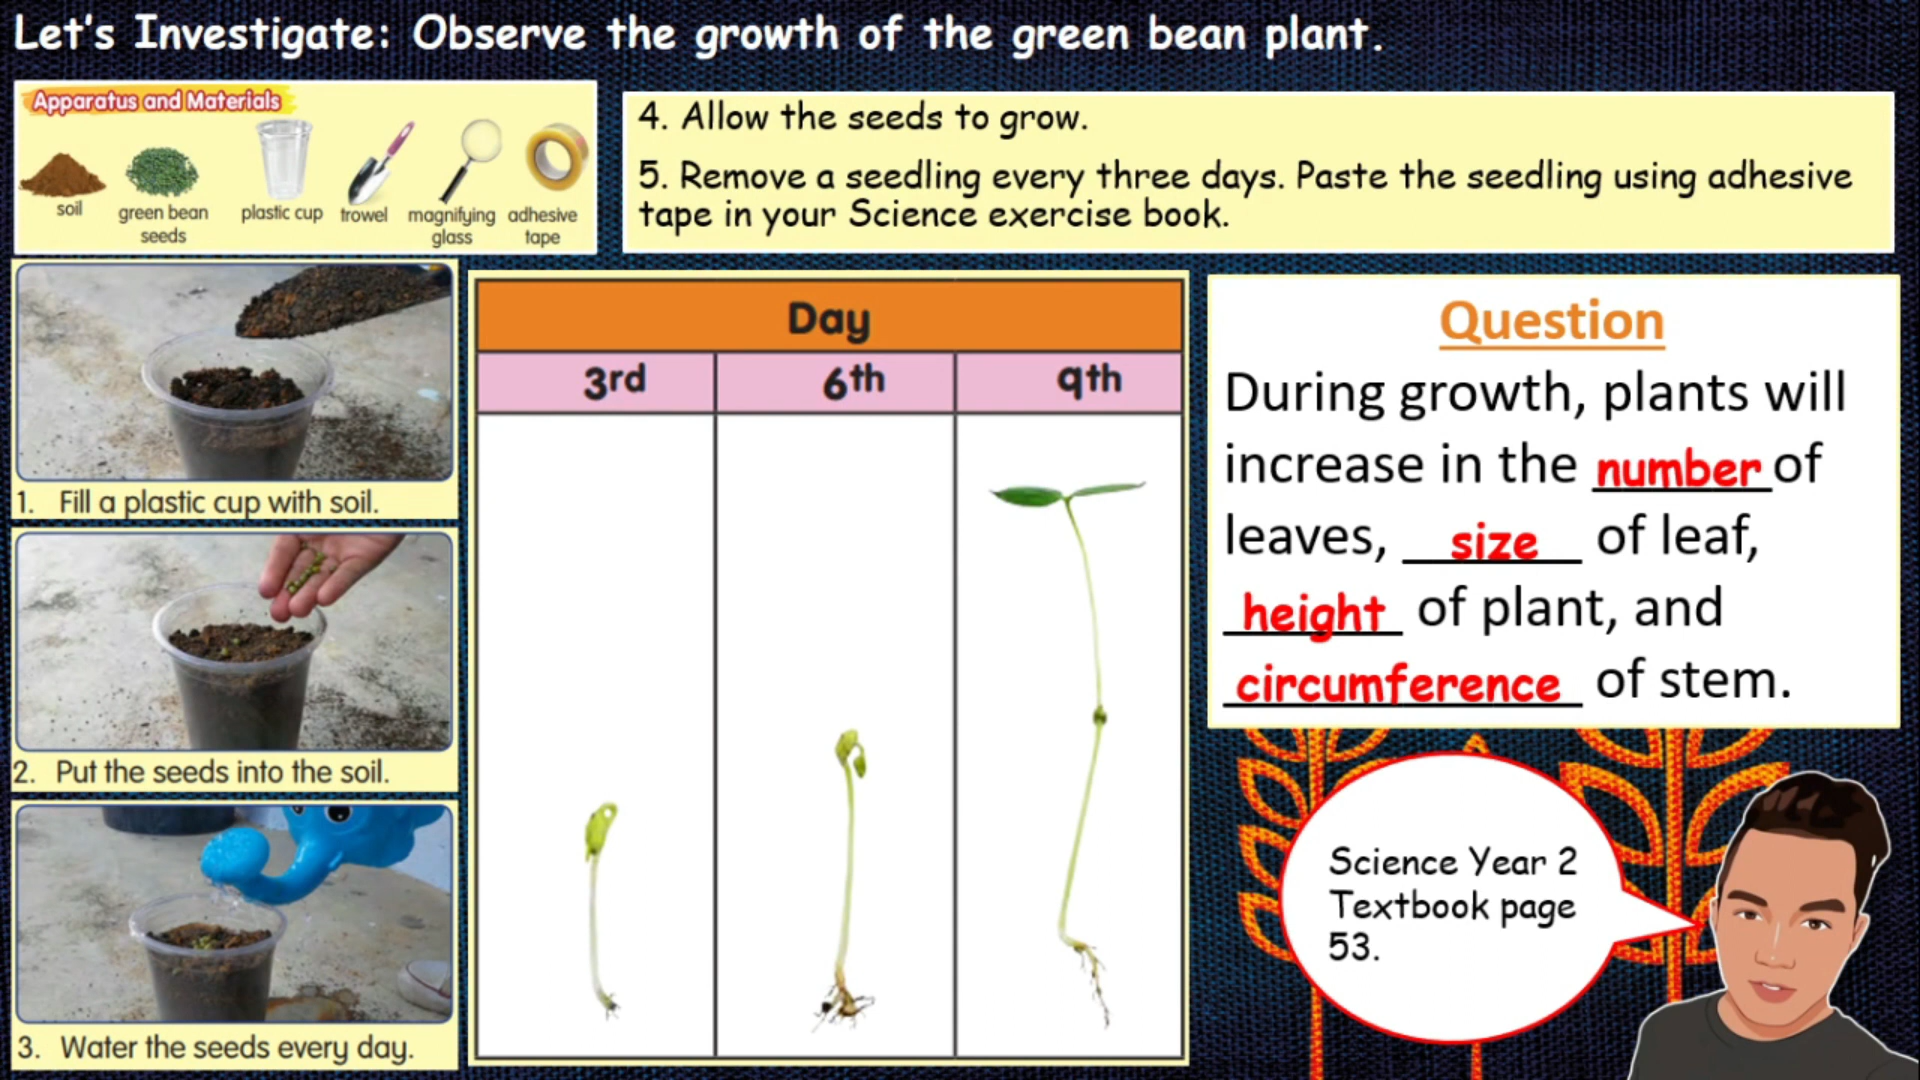 Let's Investigate: Observe the growth of the green bean plant.
Apparatus and Materials
soil
green bean
seeds
plastic cup
trowel
magnifying
glass
adhesive
tape
4. Allow the seeds to grow.
5. Remove a seedling every three days. Paste the seedling using adhesive
tape in your Science exercise book.
1. Fill a plastic cup with soil.
2. Put the seeds into the soil.
3. Water the seeds every day.
Day
3rd 6th 9th
Question
During growth, plants will
increase in the number of
leaves, size of leaf,
height of plant, and
circumference of stem.
Science Year 2
Textbook page
53.